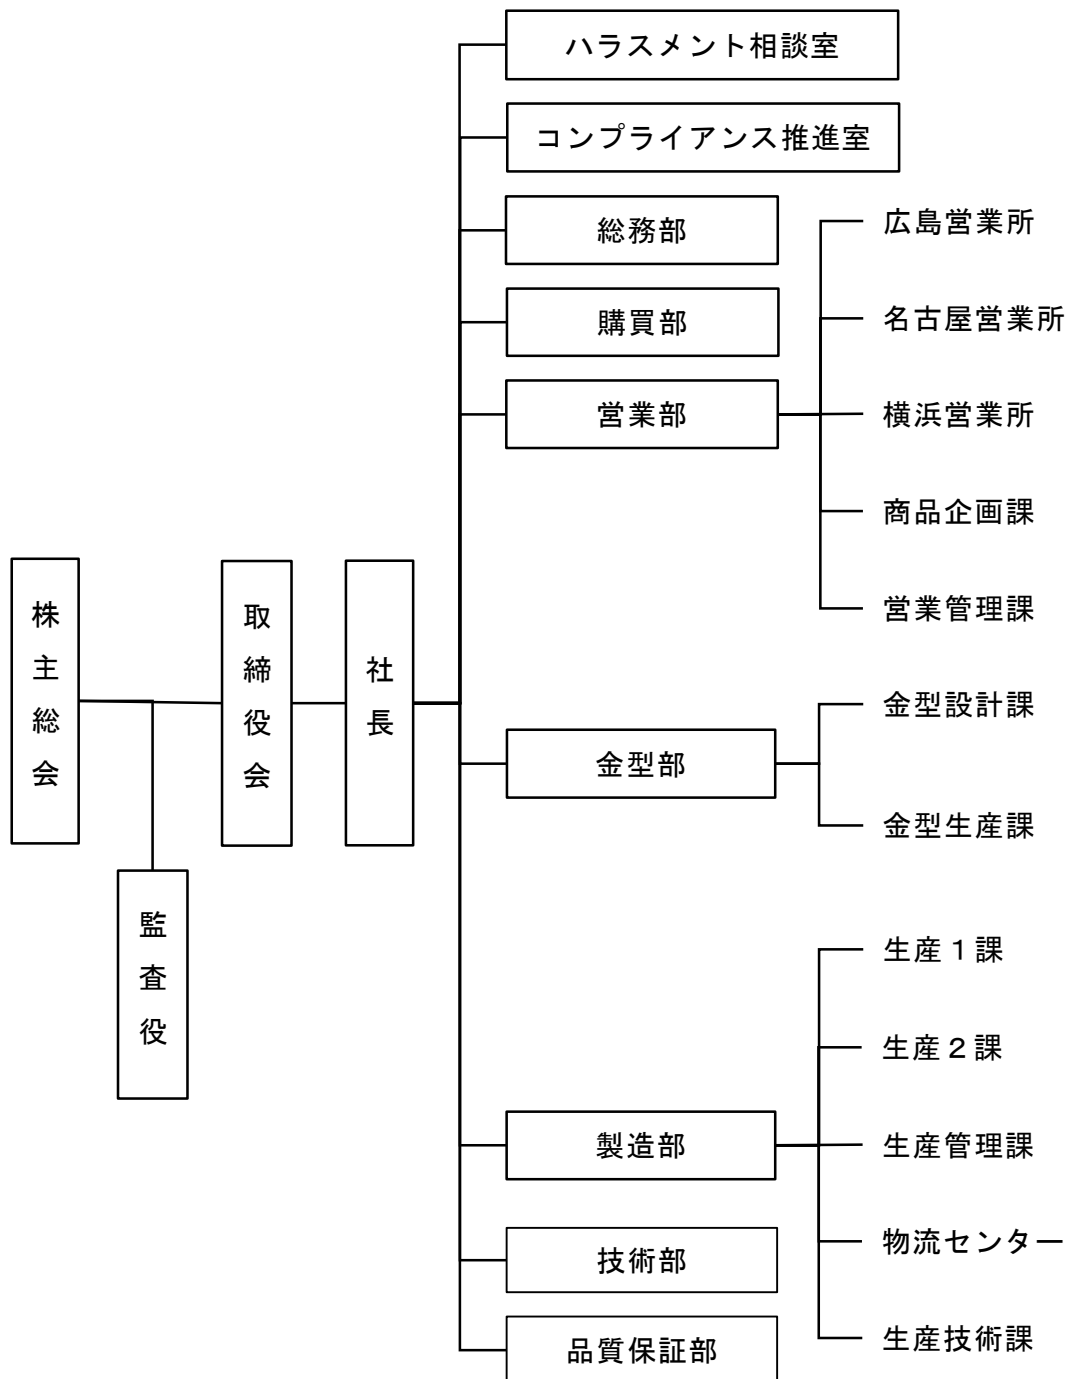 ハラスメント相談室
コンプライアンス推進室
総務部
購買部
営業部
広島営業所
名古屋営業所
横浜営業所
商品企画課
営業管理課
株主総会
取締役会
社長
監査役
金型部
金型設計課
金型生産課
製造部
生産1課
生産2課
生産管理課
物流センター
生産技術課
技術部
品質保証部